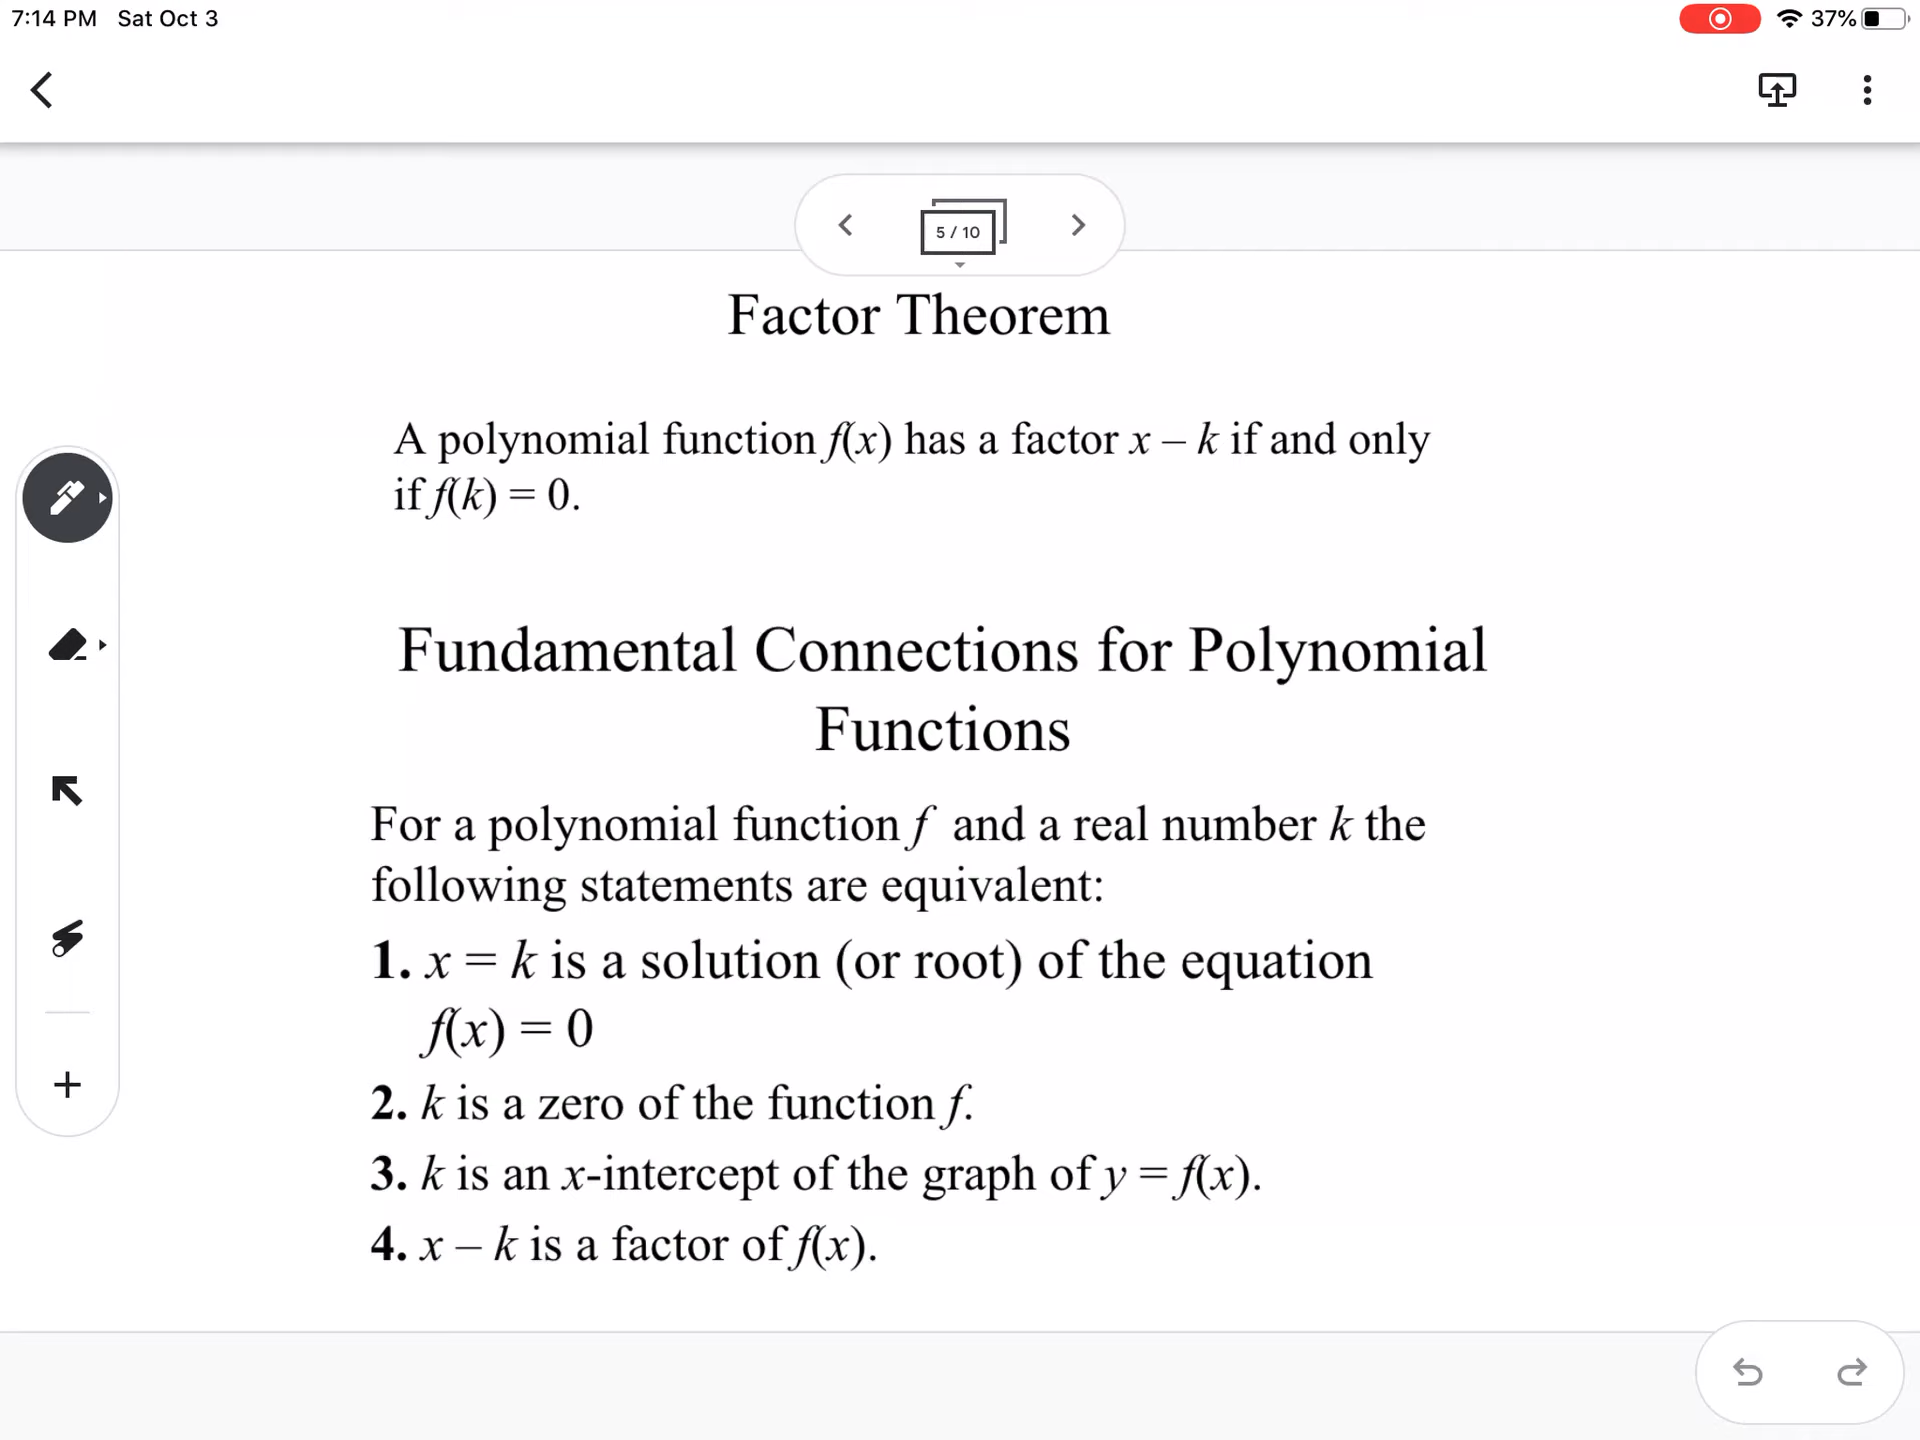 7:14 PM Sat Oct 3
37%
5 / 10
Factor Theorem
A polynomial function f(x) has a factor x – k if and only
if f(k) = 0.
Fundamental Connections for Polynomial
Functions
For a polynomial function f and a real number k the
following statements are equivalent:
1. x = k is a solution (or root) of the equation
f(x) = 0
2. k is a zero of the function f.
3. k is an x-intercept of the graph of y = f(x).
4. x – k is a factor of f(x).